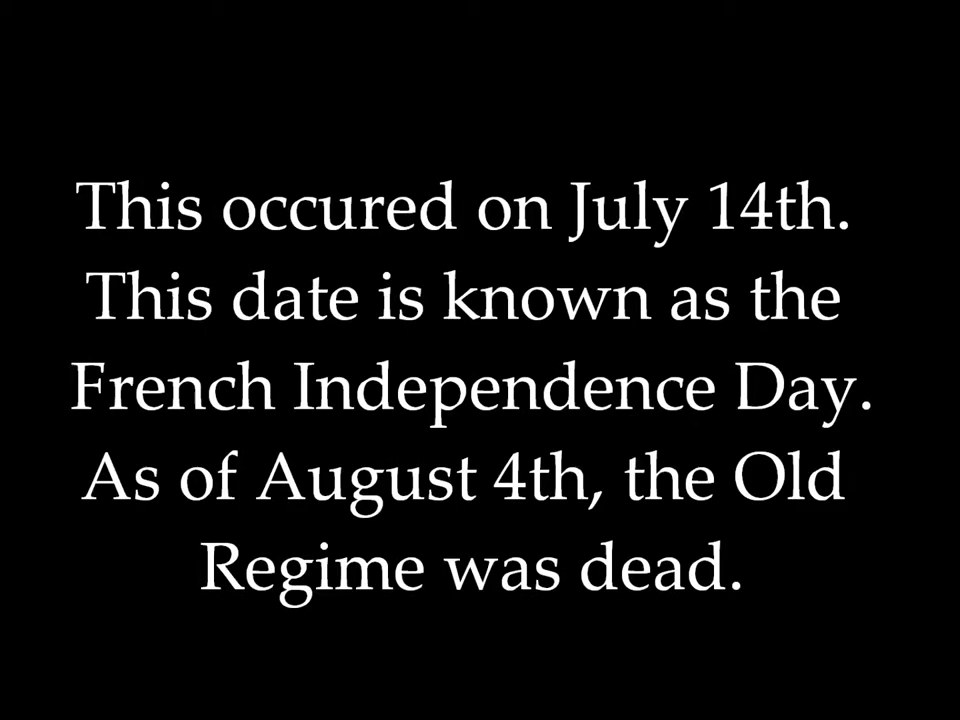 This occured on July 14th.
This date is known as the
French Independence Day.
As of August 4th, the Old
Regime was dead.